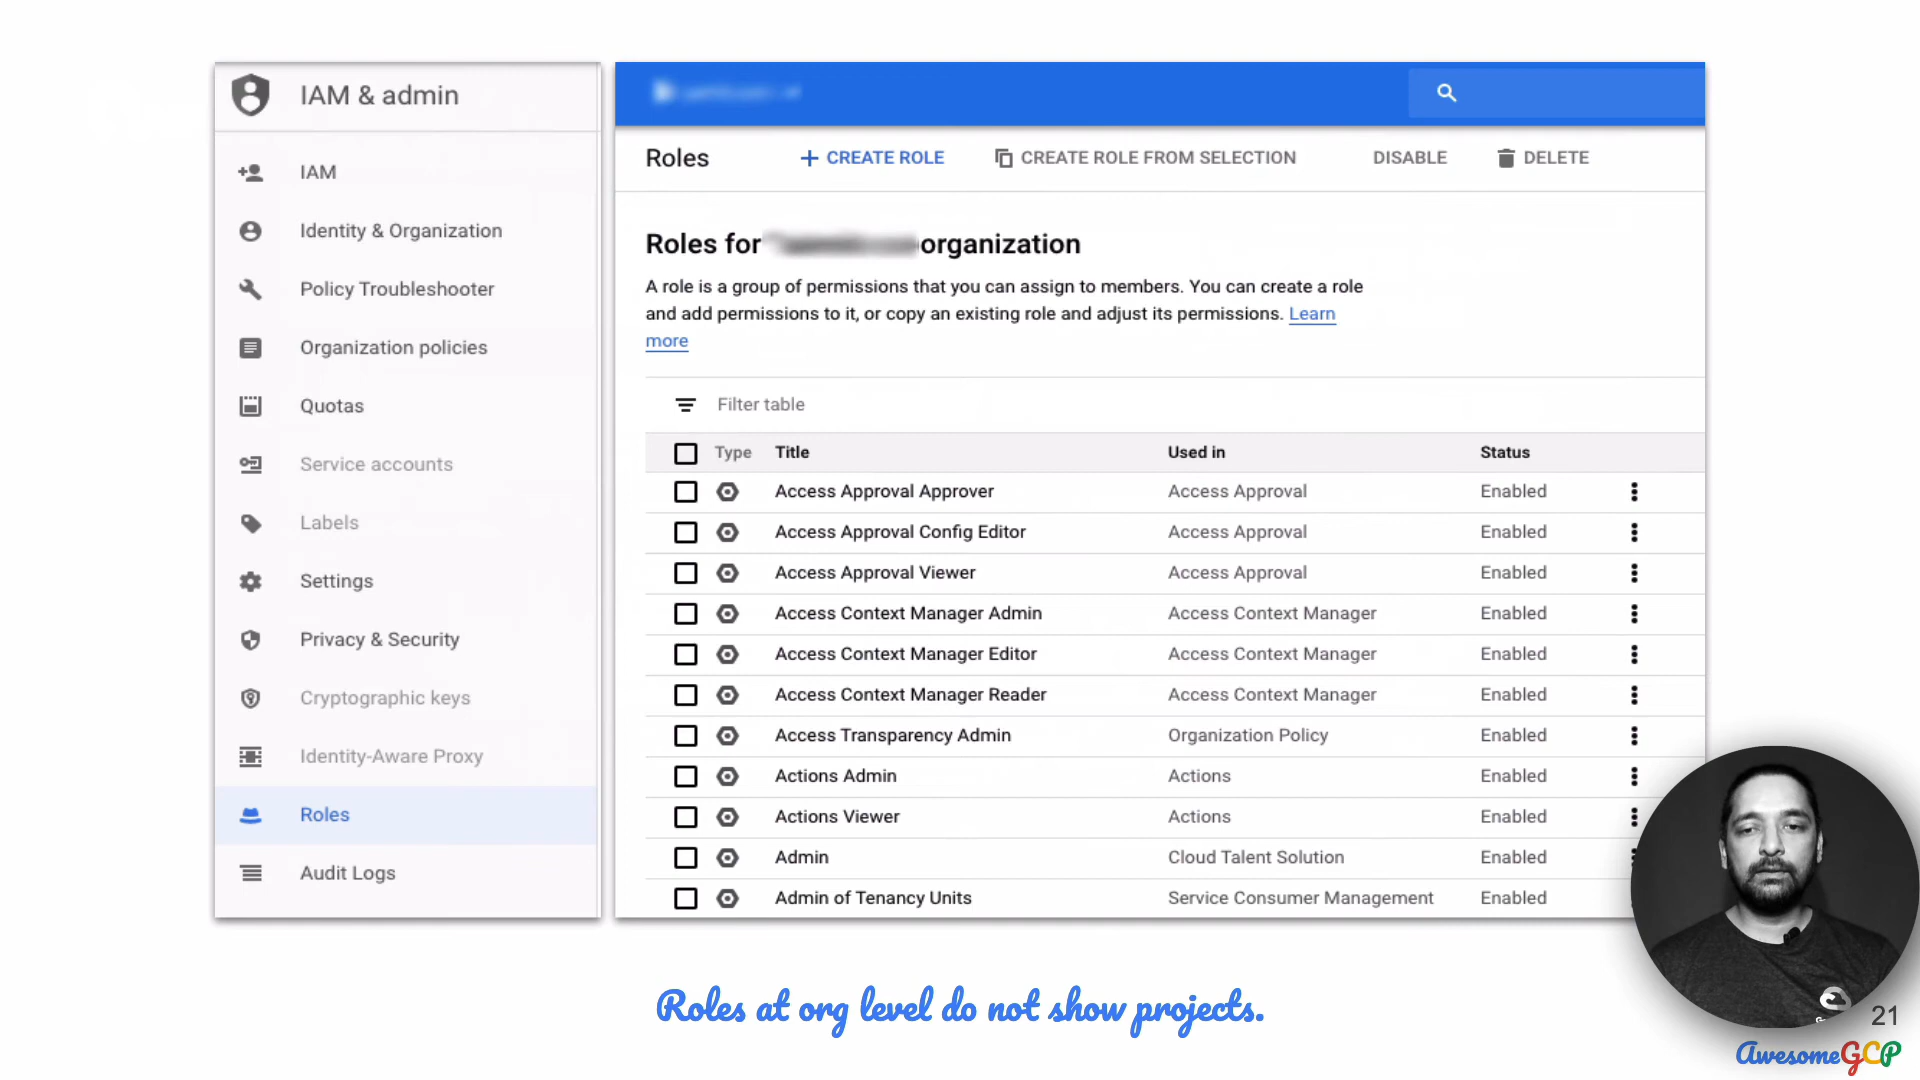 IAM & admin
IAM
Identity & Organization
Policy Troubleshooter
Organization policies
Quotas
Service accounts
Labels
Settings
Privacy & Security
Cryptographic keys
Identity-Aware Proxy
Roles
Audit Logs
Roles CREATE ROLE CREATE ROLE FROM SELECTION DISABLE DELETE
Roles for organization
A role is a group of permissions that you can assign to members. You can create a role
and add permissions to it, or copy an existing role and adjust its permissions. Learn
more
Filter table
Type Title Used in Status
Access Approval Approver Access Approval Enabled
Access Approval Config Editor Access Approval Enabled
Access Approval Viewer Access Approval Enabled
Access Context Manager Admin Access Context Manager Enabled
Access Context Manager Editor Access Context Manager Enabled
Access Context Manager Reader Access Context Manager Enabled
Access Transparency Admin Organization Policy Enabled
Actions Admin Actions Enabled
Actions Viewer Actions Enabled
Admin Cloud Talent Solution Enabled
Admin of Tenancy Units Service Consumer Management Enabled
Roles at org level do not show projects.
21
AwesomeGCP